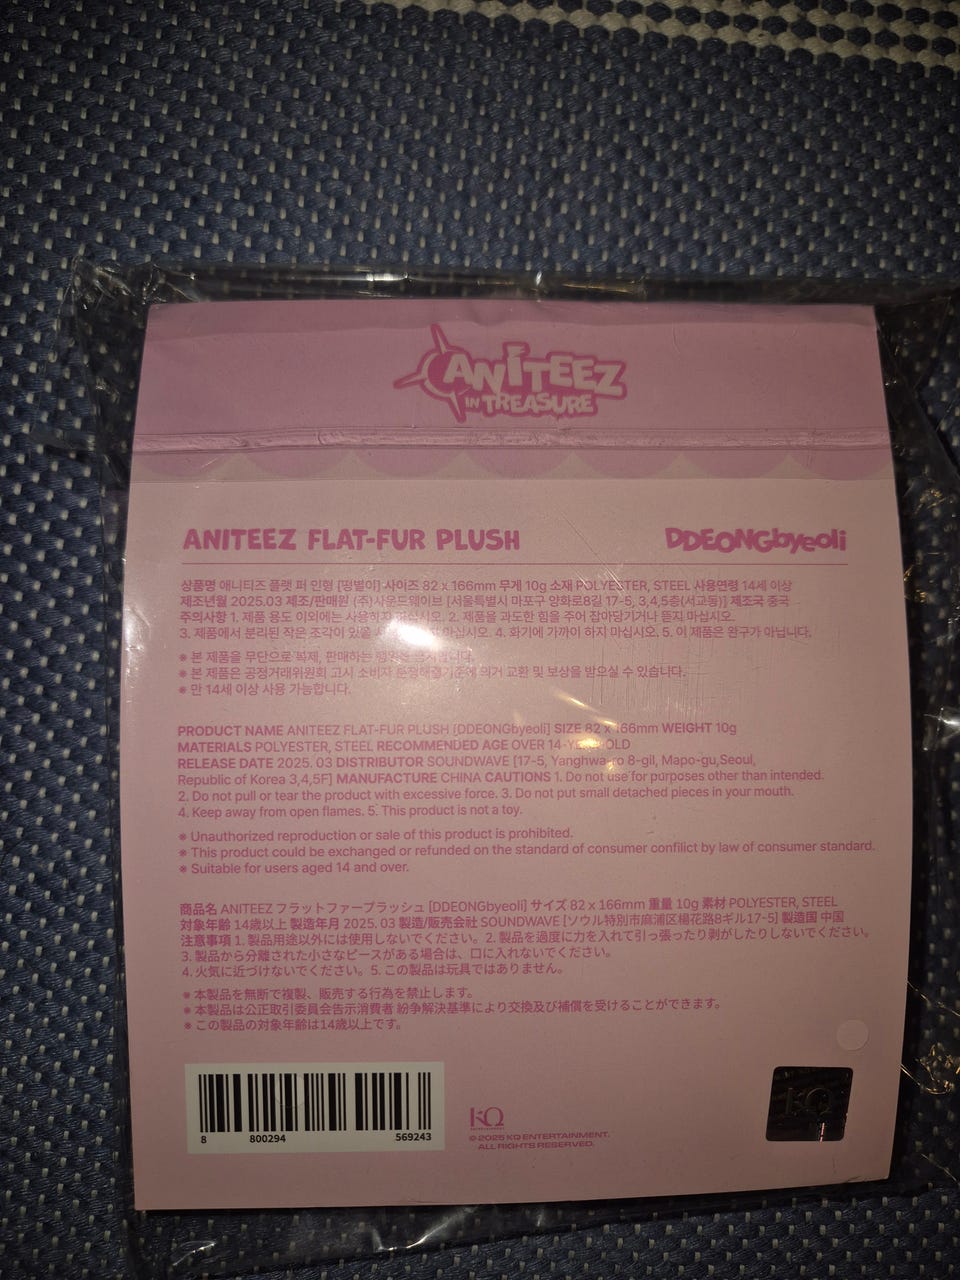 ANITEEZ
IN TREASURE
ANITEEZ FLAT-FUR PLUSH
DDEONGbyeoli
상품명 애니티즈 플랫 퍼 인형 [떵별이] 사이즈 82 x 166mm 무게 10g 소재 POLYESTER, STEEL 사용연령 14세 이상
제조년월 2025.03 제조/판매원 (주)사운드웨이브 [서울특별시 마포구 양화로8길 17-5, 3,4,5층(서교동)] 제조국 중국
주의사항 1. 제품 용도 이외에는 사용하지 마십시오. 2. 제품을 과도한 힘을 주어 잡아당기거나 뜯지 마십시오.
3. 제품에서 분리된 작은 조각이 있을 마십시오. 4. 화기에 가까이 하지 마십시오. 5. 이 제품은 완구가 아닙니다.
※ 본 제품을 무단으로 복제, 판매하는 행위를 금지합니다.
※ 본 제품은 공정거래위원회 고시 소비자 분쟁해결기준에 의거 교환 및 보상을 받으실 수 있습니다.
※ 만 14세 이상 사용 가능합니다.
PRODUCT NAME ANITEEZ FLAT-FUR PLUSH [DDEONGbyeoli] SIZE 82 x 166mm WEIGHT 10g
MATERIALS POLYESTER, STEEL RECOMMENDED AGE OVER 14-YEAR-OLD
RELEASE DATE 2025. 03 DISTRIBUTOR SOUNDWAVE [17-5, Yanghwa-ro 8-gil, Mapo-gu,Seoul,
Republic of Korea 3,4,5F] MANUFACTURE CHINA CAUTIONS 1. Do not use for purposes other than intended.
2. Do not pull or tear the product with excessive force. 3. Do not put small detached pieces in your mouth.
4. Keep away from open flames. 5. This product is not a toy.
※ Unauthorized reproduction or sale of this product is prohibited.
※ This product could be exchanged or refunded on the standard of consumer confilict by law of consumer standard.
※ Suitable for users aged 14 and over.
商品名 ANITEEZ フラットファープラッシュ [DDEONGbyeoli] サイズ 82 x 166mm 重量 10g 素材 POLYESTER, STEEL
対象年齢 14歳以上 製造年月 2025. 03 製造/販売会社 SOUNDWAVE [ソウル特別市麻浦区楊花路8ギル17-5] 製造国 中国
注意事項 1. 製品用途以外には使用しないでください。2. 製品を過度に力を入れて引っ張ったり剥がしたりしないでください。
3. 製品から分離された小さなピースがある場合は、口に入れないでください。
4. 火気に近づけないでください。5. この製品は玩具ではありません。
※ 本製品を無断で複製、販売する行為を禁止します。
※ 本製品は公正取引委員会告示消費者 紛争解決基準により交換及び補償を受けることができます。
※ この製品の対象年齢は14歳以上です。
8 800294 569243
KQ
ENTERTAINMENT
© 2025 KQ ENTERTAINMENT.
ALL RIGHTS RESERVED.
KQ